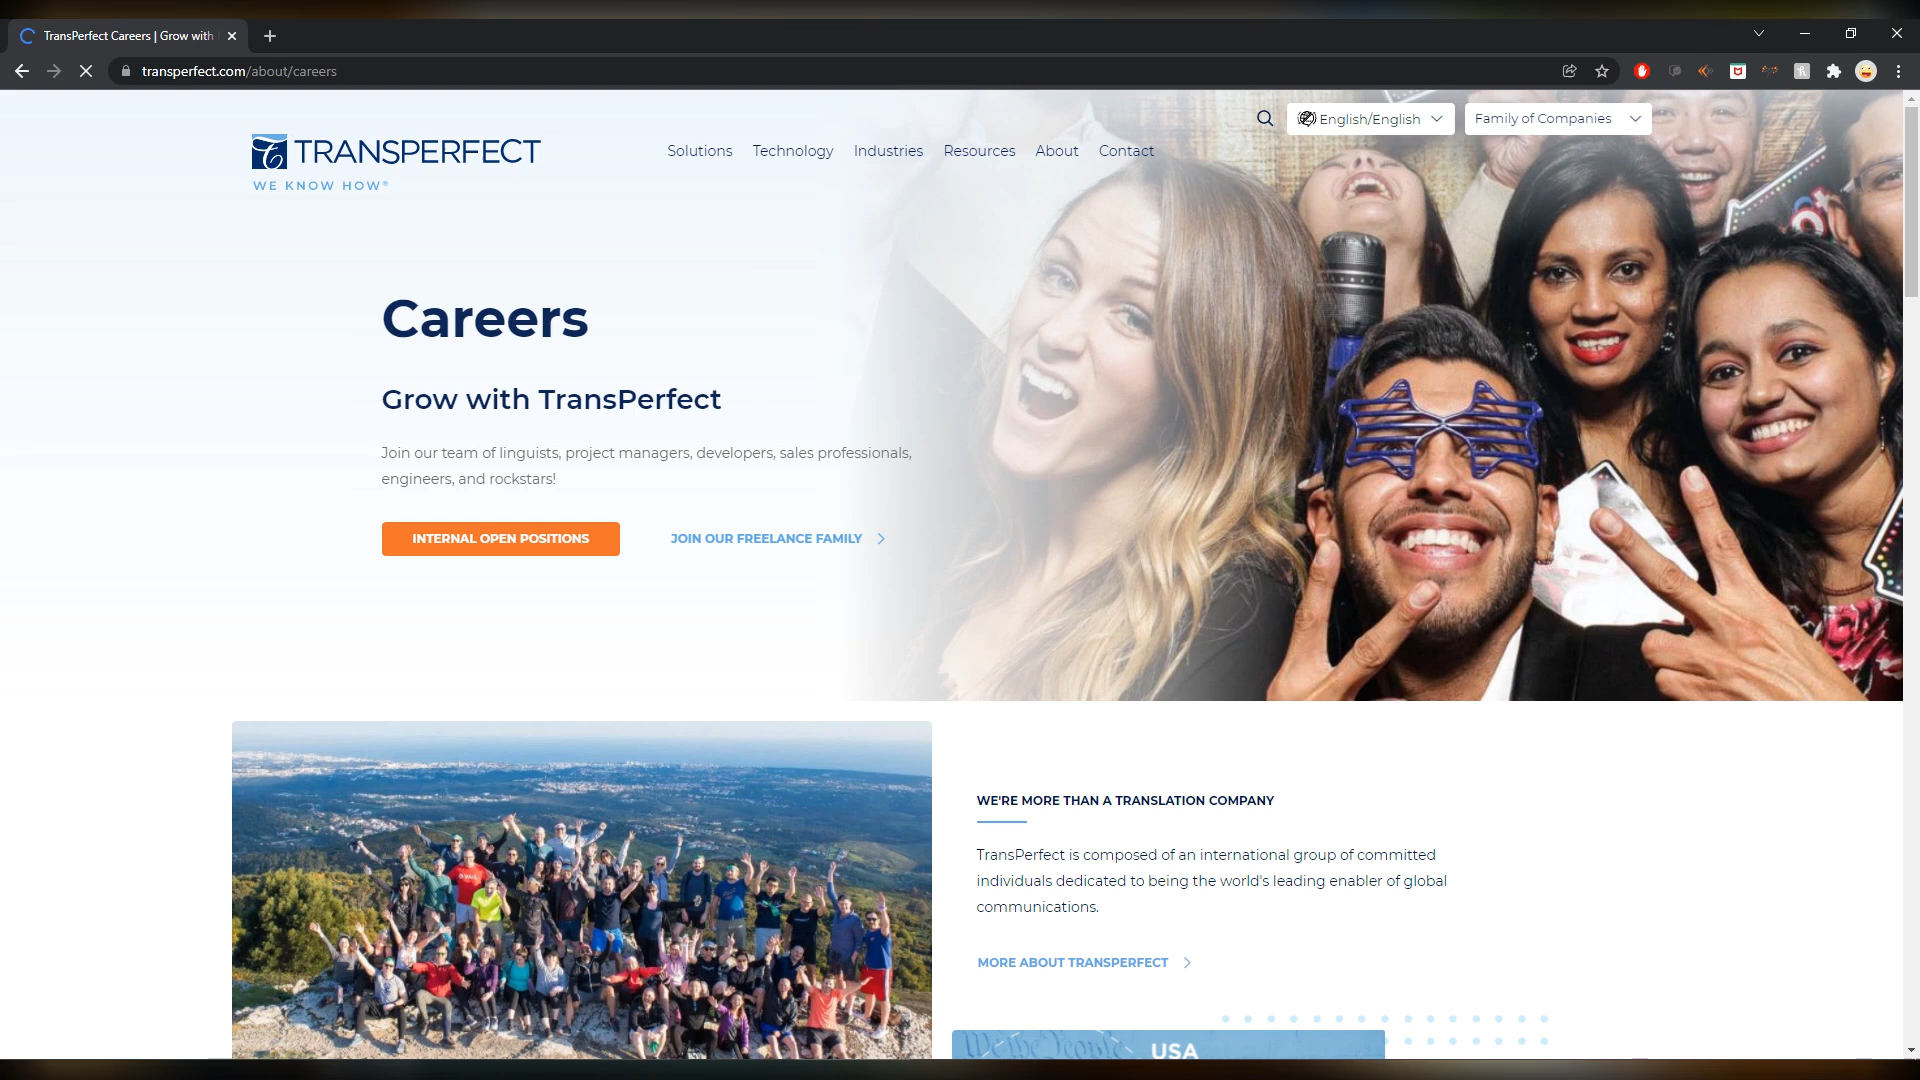 TransPerfect Careers | Grow with
transperfect.com/about/careers
English/English
Family of Companies
TRANSPERFECT
WE KNOW HOW®
Solutions
Technology
Industries
Resources
About
Contact
Careers
Grow with TransPerfect
Join our team of linguists, project managers, developers, sales professionals,
engineers, and rockstars!
INTERNAL OPEN POSITIONS
JOIN OUR FREELANCE FAMILY
WE'RE MORE THAN A TRANSLATION COMPANY
TransPerfect is composed of an international group of committed
individuals dedicated to being the world's leading enabler of global
communications.
MORE ABOUT TRANSPERFECT
We the People
USA